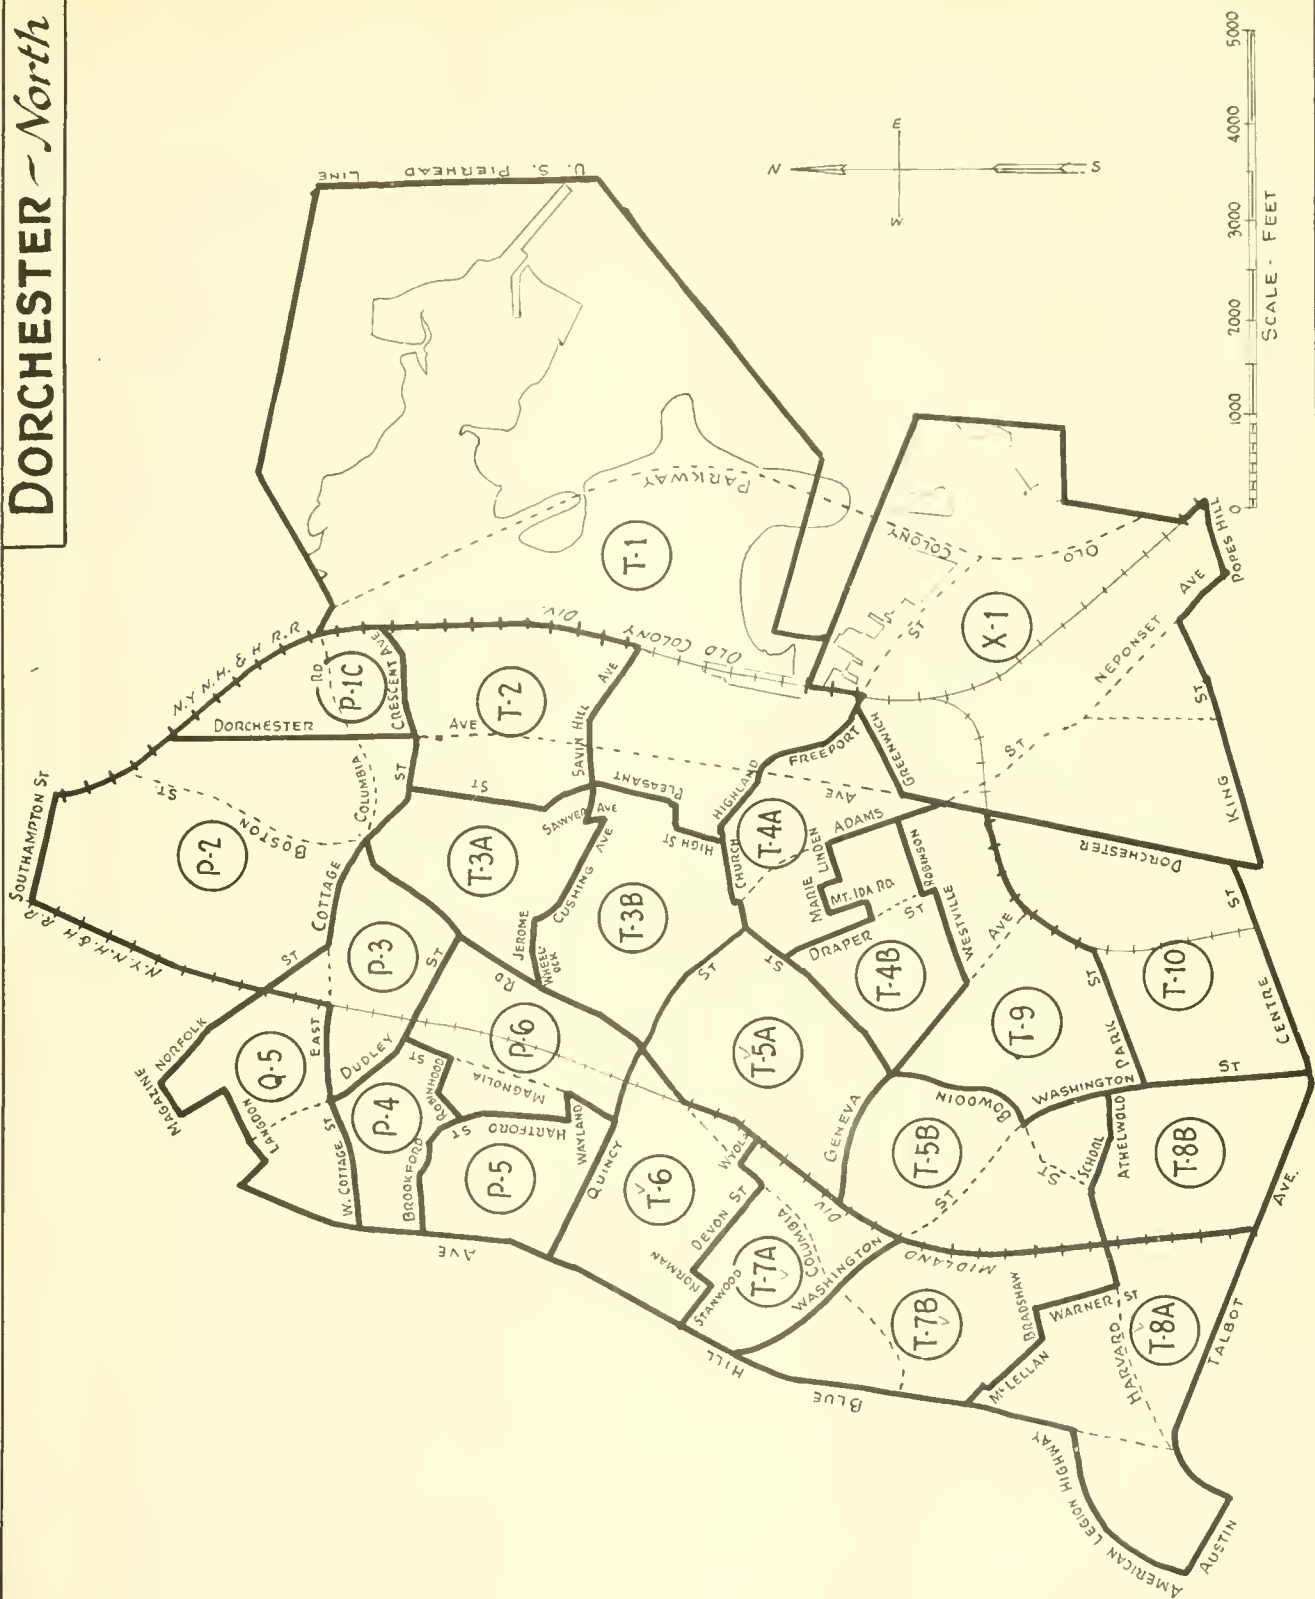 DORCHESTER ~ North
U. S. PIERHEAD LINE
E
N
S
W
0 1000 2000 3000 4000 5000
SCALE - FEET
SOUTHAMPTON ST
N.Y.N.H. & H R.R
N.Y N.H. & H R.R
P-2
BOSTON
ST
DORCHESTER
AVE
RD
COLUMBIA
P-1C
CRESCENT AVE
COTTAGE
ST
T-2
DIV.
COLONY
OLD
T-1
PARKWAY
COLONY
OLD
SAVIN HILL
AVE
PLEASANT
ST
SAWYER AVE
T-3A
CUSHING AVE
JEROME
WHEEL
OCK
T-3B
HIGH ST
HIGHLAND
CHURCH
FREEPORT
GREENWICH
AVE
T-4A
ADAMS
LINDEN
MARIE
MT. IDA RD.
ROBINSON
DRAPER
ST
T-4B
WESTVILLE
ST
X-1
ST
NEPONSET
AVE
POPES HILL
ST
KING
DORCHESTER
ST
CENTRE
AVE
T-9
T-10
PARK
ST
WASHINGTON
ST
BOWDOIN
ST
GENEVA
T-5A
T-5B
ST
SCHOOL
ATHELWOLD
T-8B
AVE.
TALBOT
ST
NORFOLK
MAGAZINE
LANGDON
Q-5
EAST
P-3
DUDLEY
ST
RD
P-6
MAGNOLIA
ST
ROBINHOOD
P-4
W. COTTAGE
ST
BROOKFORD
ST
HARTFORD
WAYLAND
P-5
AVE
QUINCY
T-6
WYOLA
DEVON ST
NORMAN
STANWOOD
T-7A
COLUMBIA
DIV
WASHINGTON
MIDLAND
T-7B
HILL
BLUE
BRADSHAW
WARNER
ST
McLELLAN
HARVARD
T-8A
AMERICAN LEGION HIGHWAY
AUSTIN